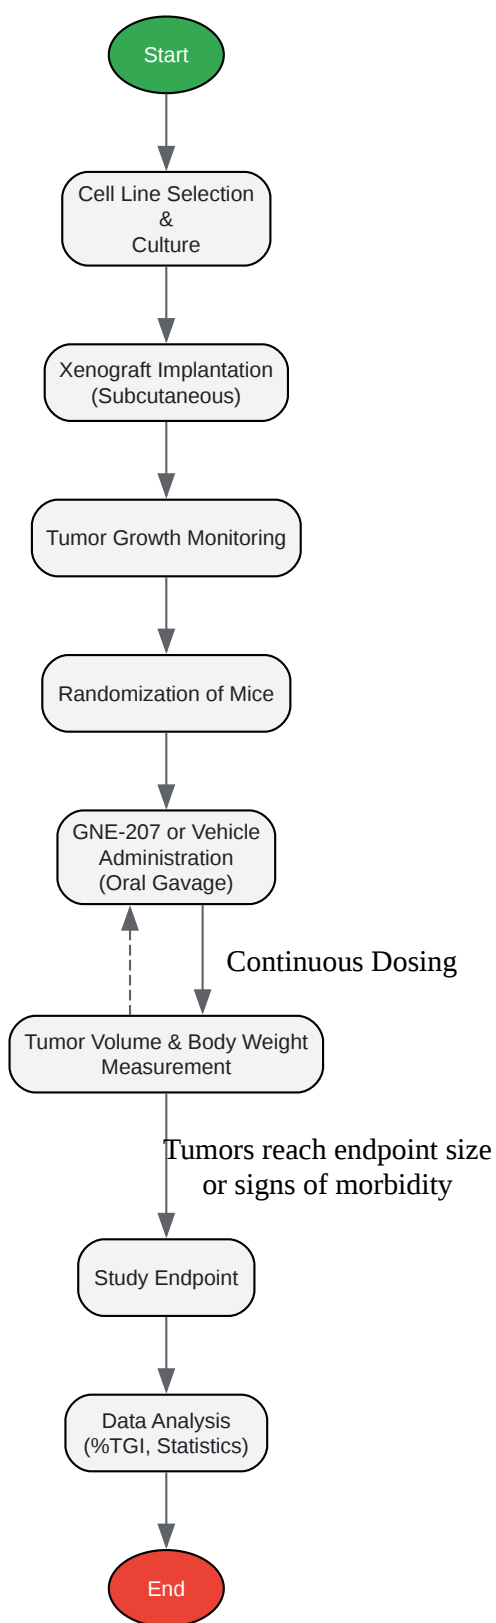 Start
Cell Line Selection
&
Culture
Xenograft Implantation
(Subcutaneous)
Tumor Growth Monitoring
Randomization of Mice
GNE-207 or Vehicle
Administration
(Oral Gavage)
Continuous Dosing
Tumor Volume & Body Weight
Measurement
Tumors reach endpoint size
or signs of morbidity
Study Endpoint
Data Analysis
(%TGI, Statistics)
End